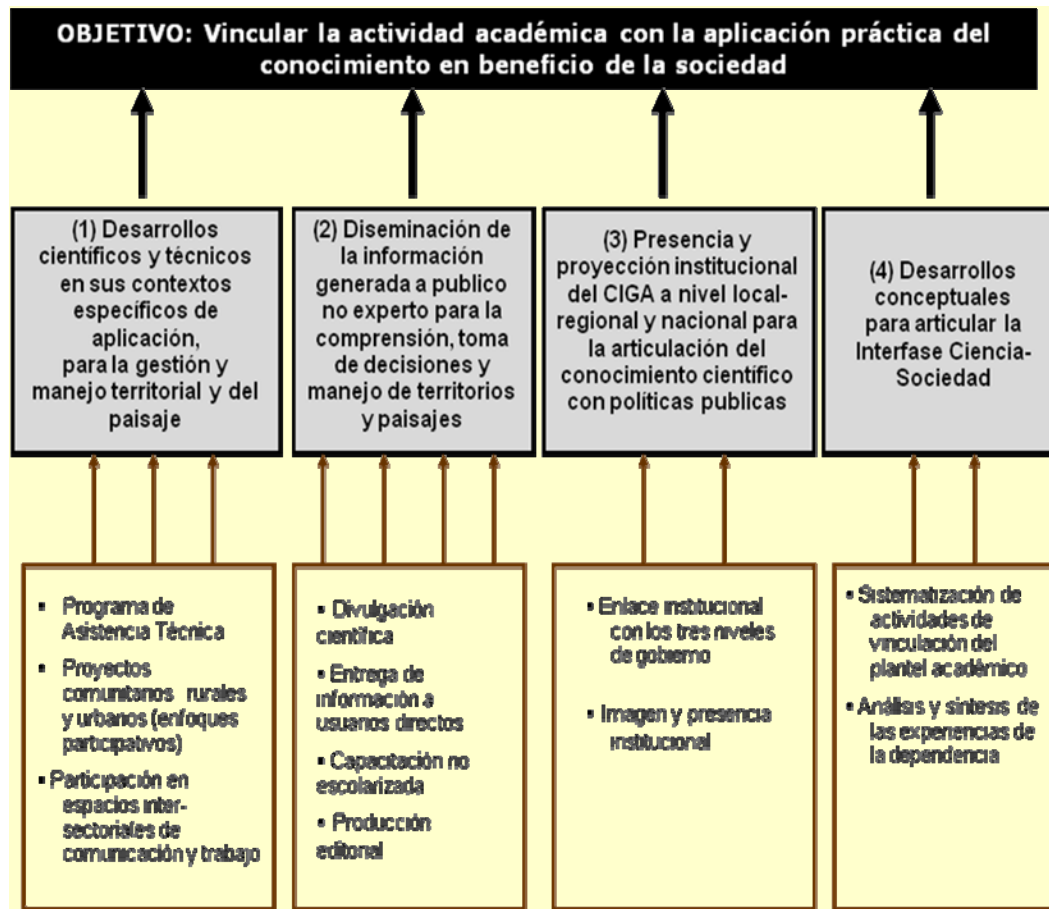 OBJETIVO: Vincular la actividad académica con la aplicación práctica del
conocimiento en beneficio de la sociedad
(1) Desarrollos
científicos y técnicos
en sus contextos
específicos de
aplicación,
para la gestión y
manejo territorial y del
paisaje
(2) Diseminación de
la información
generada a publico
no experto para la
comprensión, toma
de decisiones y
manejo de territorios
y paisajes
(3) Presencia y
proyección institucional
del CIGA a nivel local-
regional y nacional para
la articulación del
conocimiento científico
con políticas publicas
(4) Desarrollos
conceptuales
para articular la
Interfase Ciencia-
Sociedad
▪ Programa de
Asistencia Técnica
▪ Proyectos
comunitarios rurales
y urbanos (enfoques
participativos)
▪ Participación en
espacios inter-
sectoriales de
comunicación y trabajo
▪ Divulgación
científica
▪ Entrega de
información a
usuarios directos
▪ Capacitación no
escolarizada
▪ Producción
editorial
▪ Enlace institucional
con los tres niveles
de gobierno
▪ Imagen y presencia
institucional
▪ Sistematización de
actividades de
vinculación del
plantel académico
▪ Análisis y síntesis de
las experiencias de
la dependencia